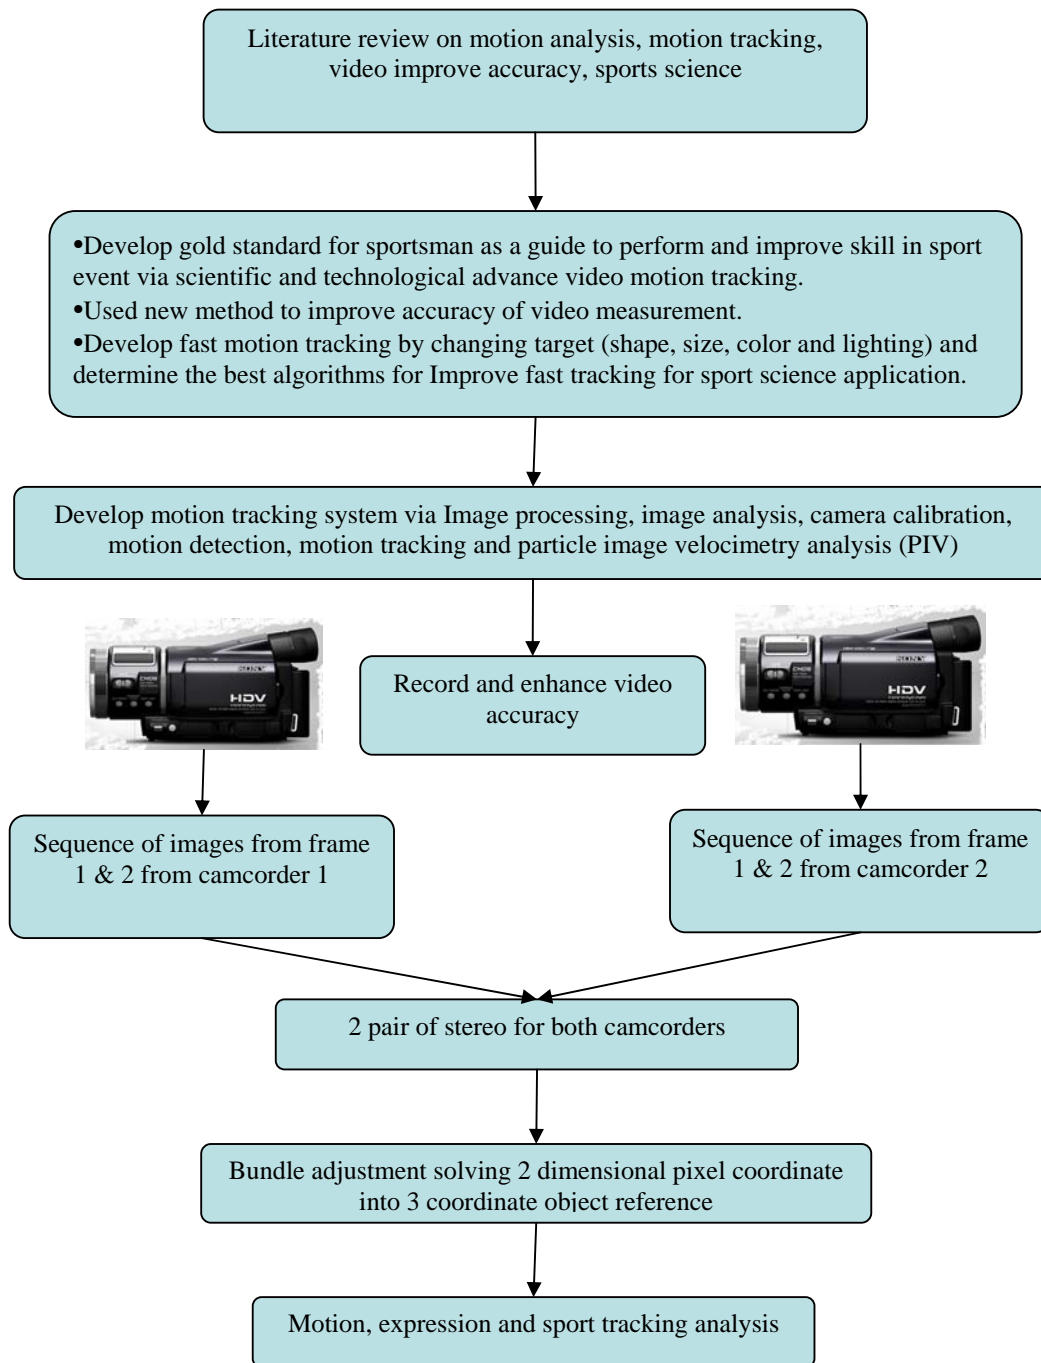 Literature review on motion analysis, motion tracking,
video improve accuracy, sports science
•Develop gold standard for sportsman as a guide to perform and improve skill in sport
event via scientific and technological advance video motion tracking.
•Used new method to improve accuracy of video measurement.
•Develop fast motion tracking by changing target (shape, size, color and lighting) and
determine the best algorithms for Improve fast tracking for sport science application.
Develop motion tracking system via Image processing, image analysis, camera calibration,
motion detection, motion tracking and particle image velocimetry analysis (PIV)
SONY
HDV
Record and enhance video
accuracy
SONY
HDV
Sequence of images from frame
1 & 2 from camcorder 1
Sequence of images from frame
1 & 2 from camcorder 2
2 pair of stereo for both camcorders
Bundle adjustment solving 2 dimensional pixel coordinate
into 3 coordinate object reference
Motion, expression and sport tracking analysis